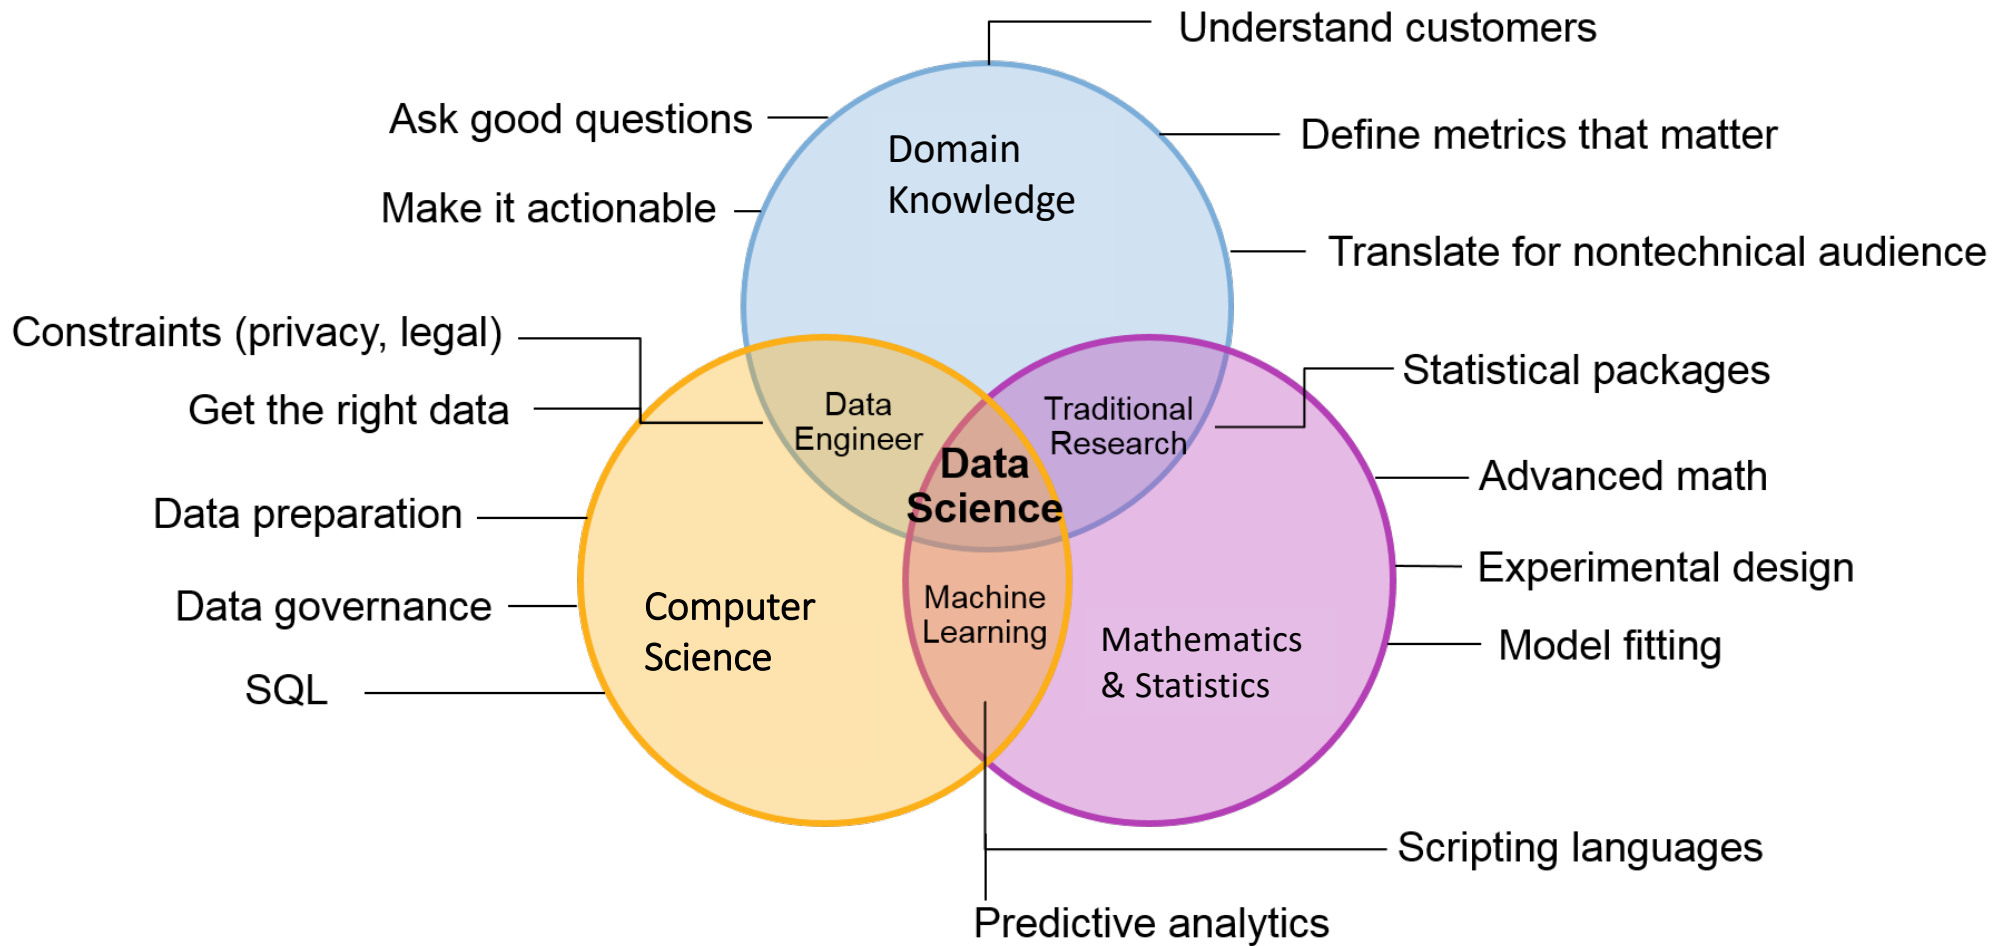 Understand customers
Ask good questions
Define metrics that matter
Domain
Knowledge
Make it actionable
Translate for nontechnical audience
Constraints (privacy, legal)
Statistical packages
Get the right data
Data
Engineer
Traditional
Research
Data
Science
Advanced math
Data preparation
Experimental design
Data governance
Computer
Science
Machine
Learning
Mathematics
& Statistics
Model fitting
SQL
Scripting languages
Predictive analytics